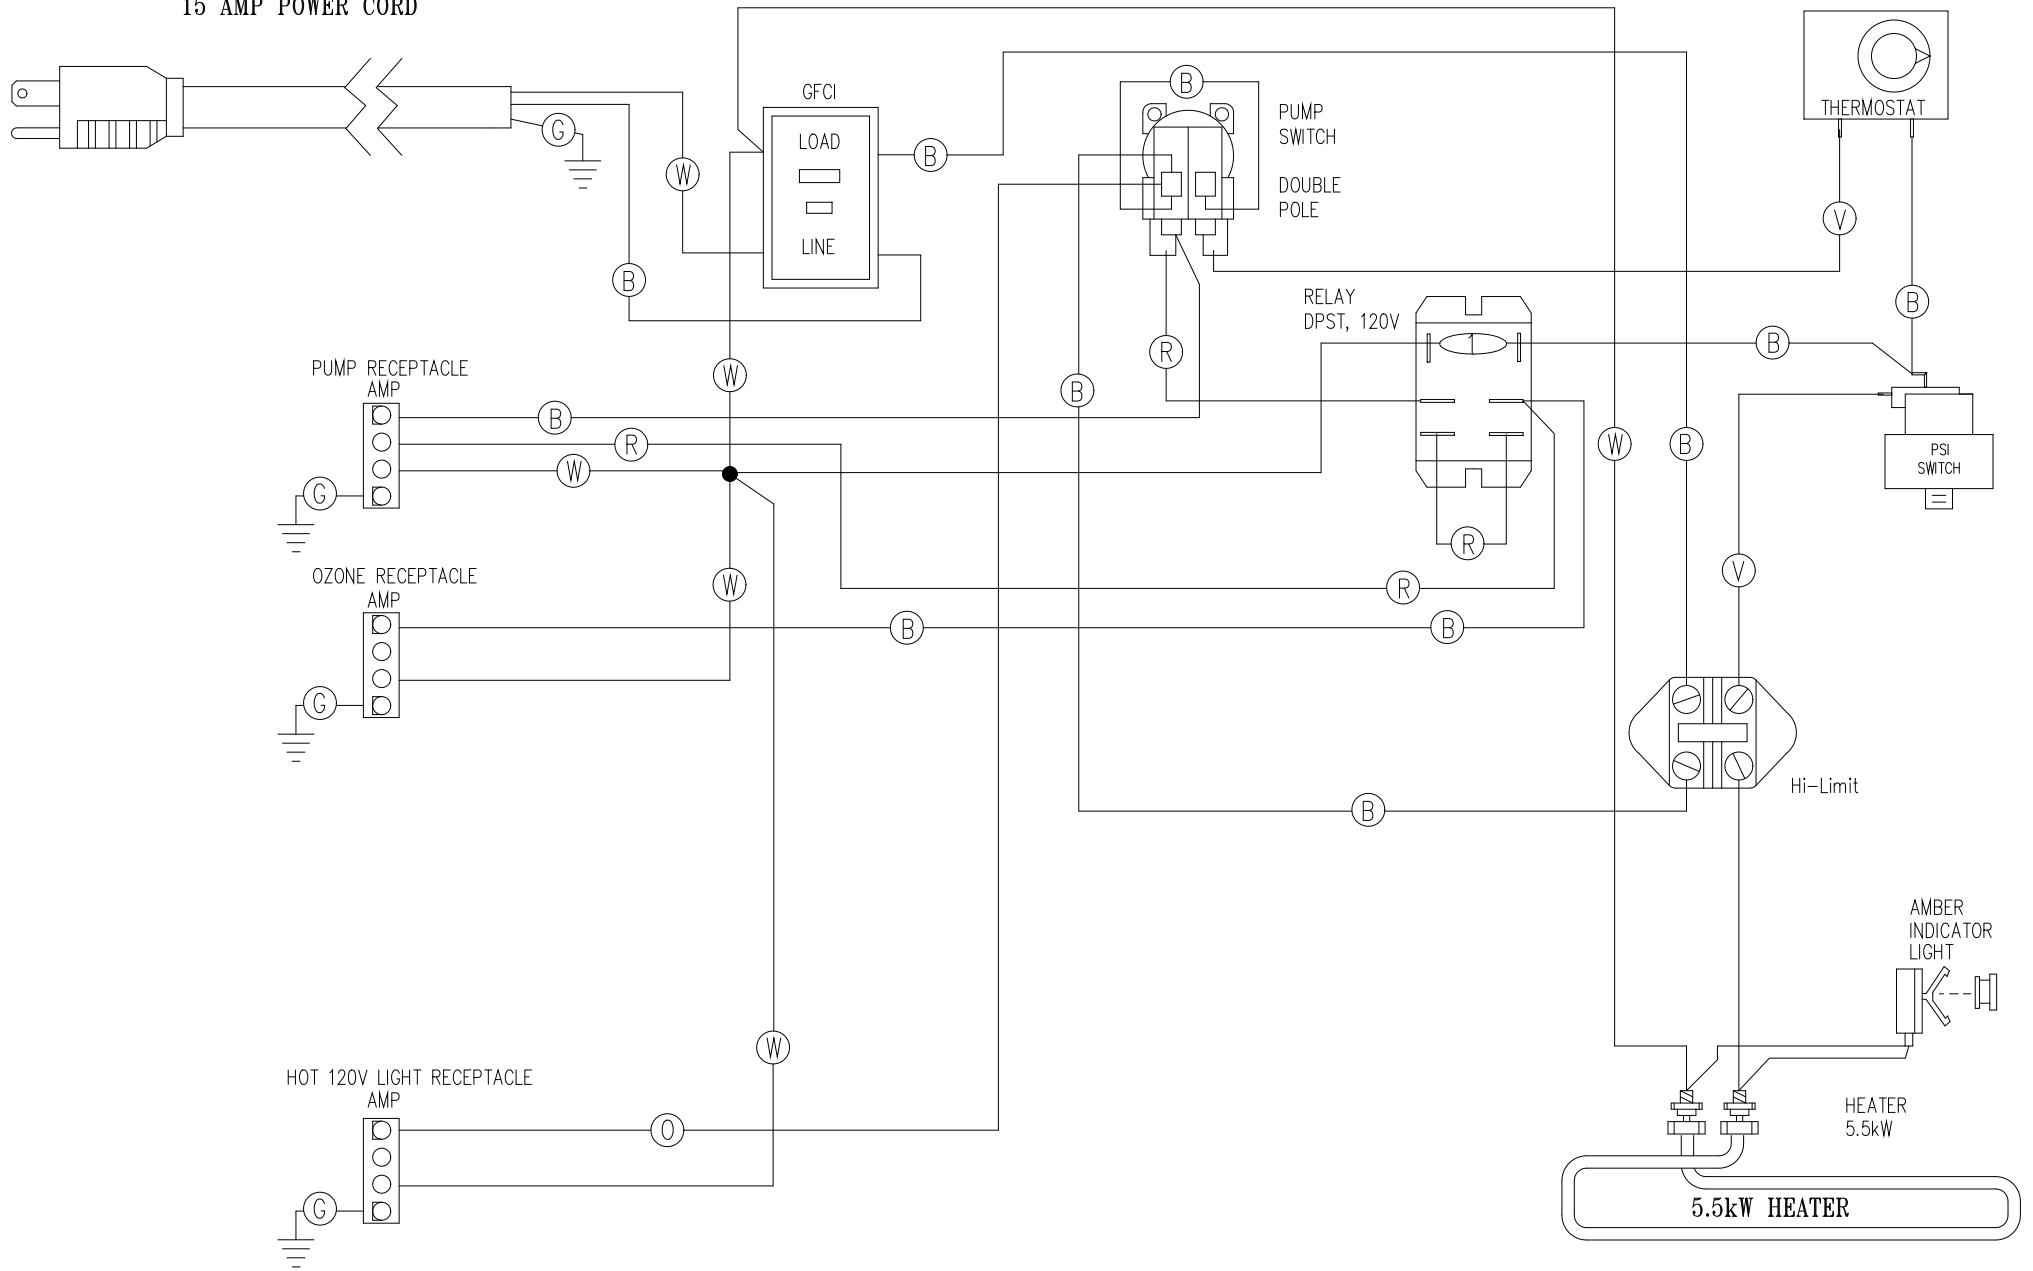 15 AMP POWER CORD
G
W
B
GFCI
LOAD
LINE
B
B
PUMP
SWITCH
DOUBLE
POLE
THERMOSTAT
V
B
RELAY
DPST, 120V
1
B
R
B
W
PUMP RECEPTACLE
AMP
B
R
W
G
W
B
PSI
SWITCH
R
V
OZONE RECEPTACLE
AMP
W
R
B
B
G
B
Hi-Limit
AMBER
INDICATOR
LIGHT
W
HOT 120V LIGHT RECEPTACLE
AMP
O
G
HEATER
5.5kW
5.5kW HEATER